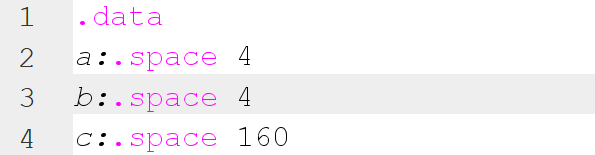 1 .data
2 a:.space 4
3 b:.space 4
4 c:.space 160